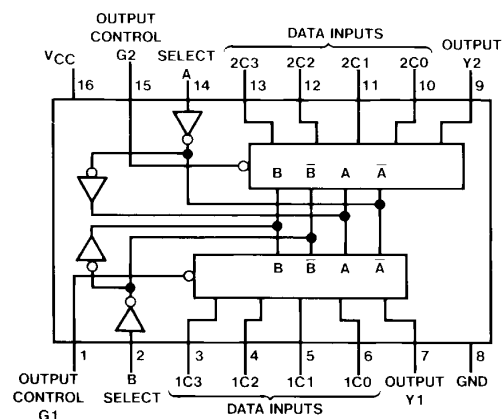 OUTPUT
CONTROL
G2
SELECT
A
DATA INPUTS
OUTPUT
Y2
VCC
2C3 2C2 2C1 2C0
16 15 14 13 12 11 10 9
B B̅ A A̅
B B̅ A A̅
1 2 3 4 5 6 7 8
OUTPUT
CONTROL
G1
B
SELECT
1C3 1C2 1C1 1C0
DATA INPUTS
OUTPUT
Y1
GND